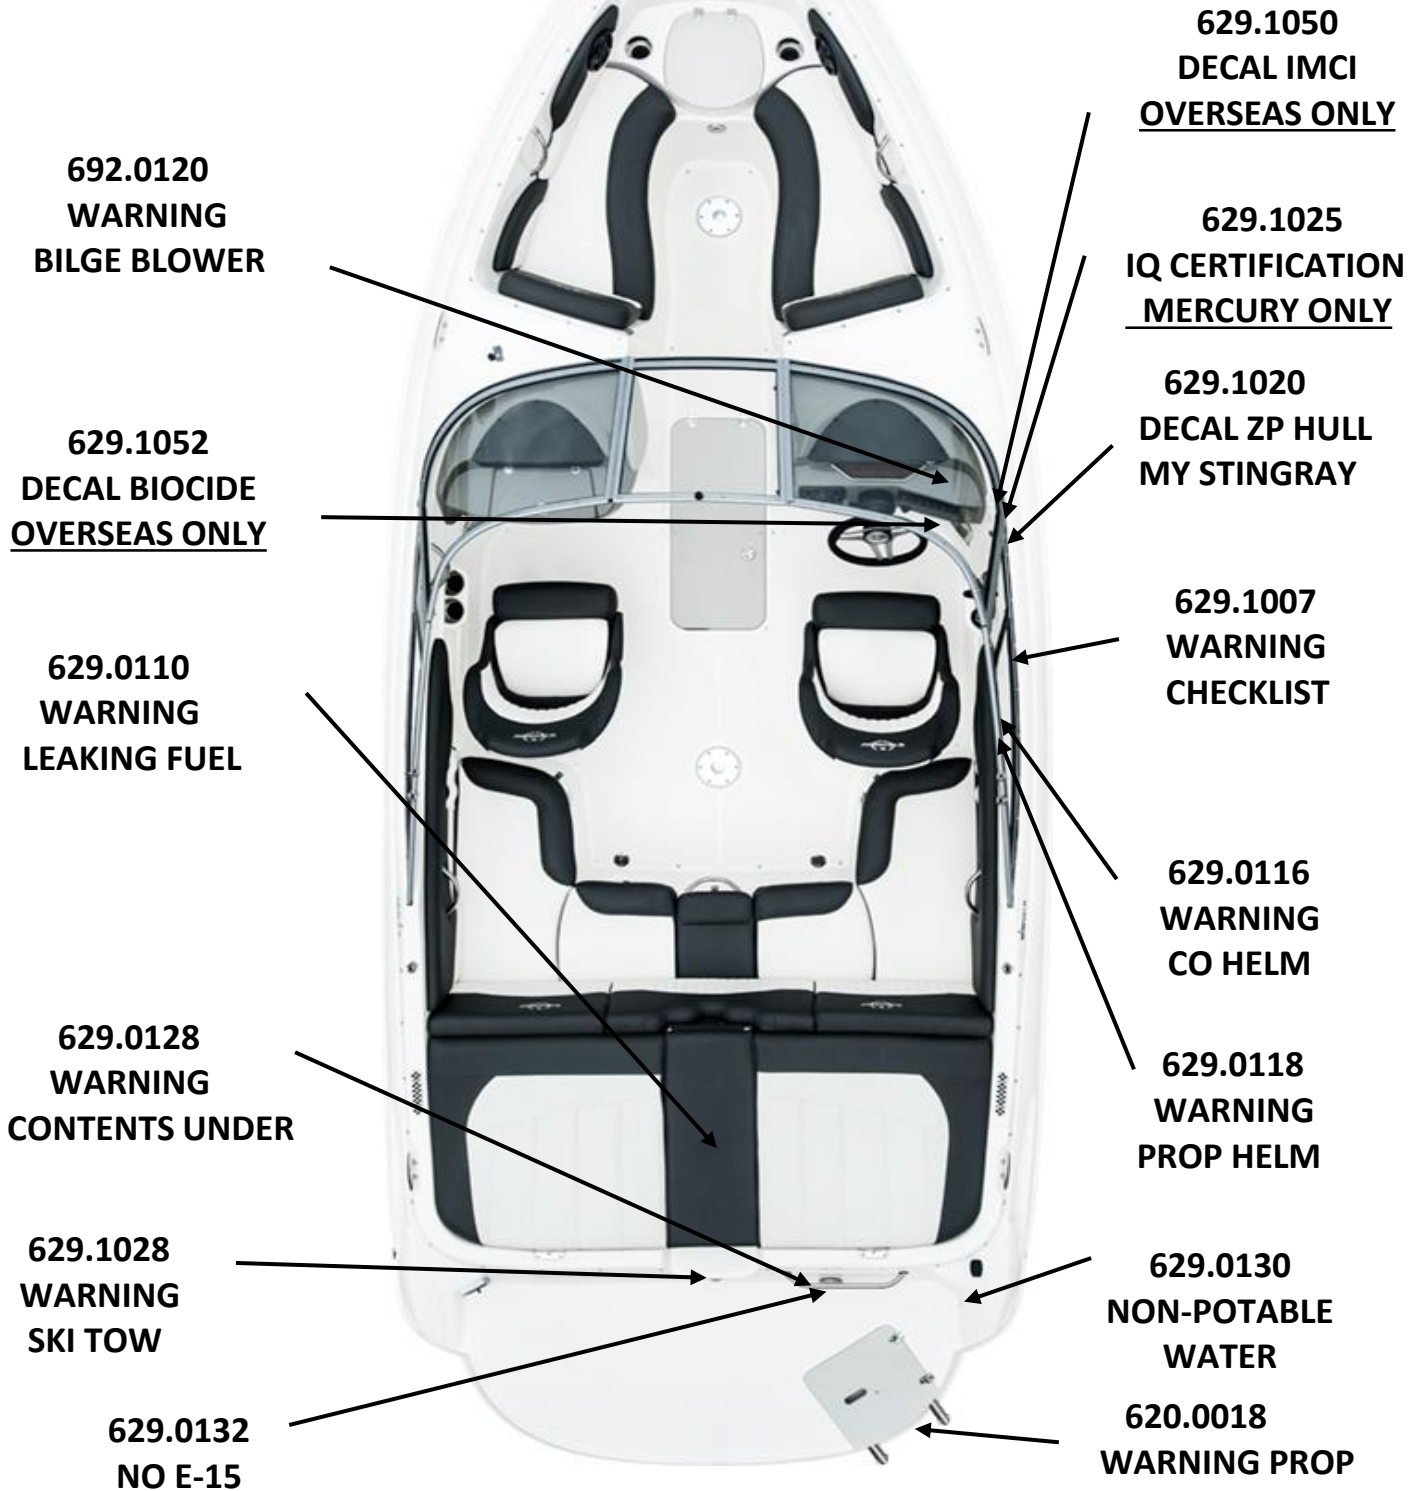 629.1050
DECAL IMCI
OVERSEAS ONLY
692.0120
WARNING
BILGE BLOWER
629.1025
IQ CERTIFICATION
MERCURY ONLY
629.1020
DECAL ZP HULL
MY STINGRAY
629.1052
DECAL BIOCIDE
OVERSEAS ONLY
629.1007
WARNING
CHECKLIST
629.0110
WARNING
LEAKING FUEL
629.0116
WARNING
CO HELM
629.0128
WARNING
CONTENTS UNDER
629.0118
WARNING
PROP HELM
629.1028
WARNING
SKI TOW
629.0130
NON-POTABLE
WATER
629.0132
NO E-15
620.0018
WARNING PROP